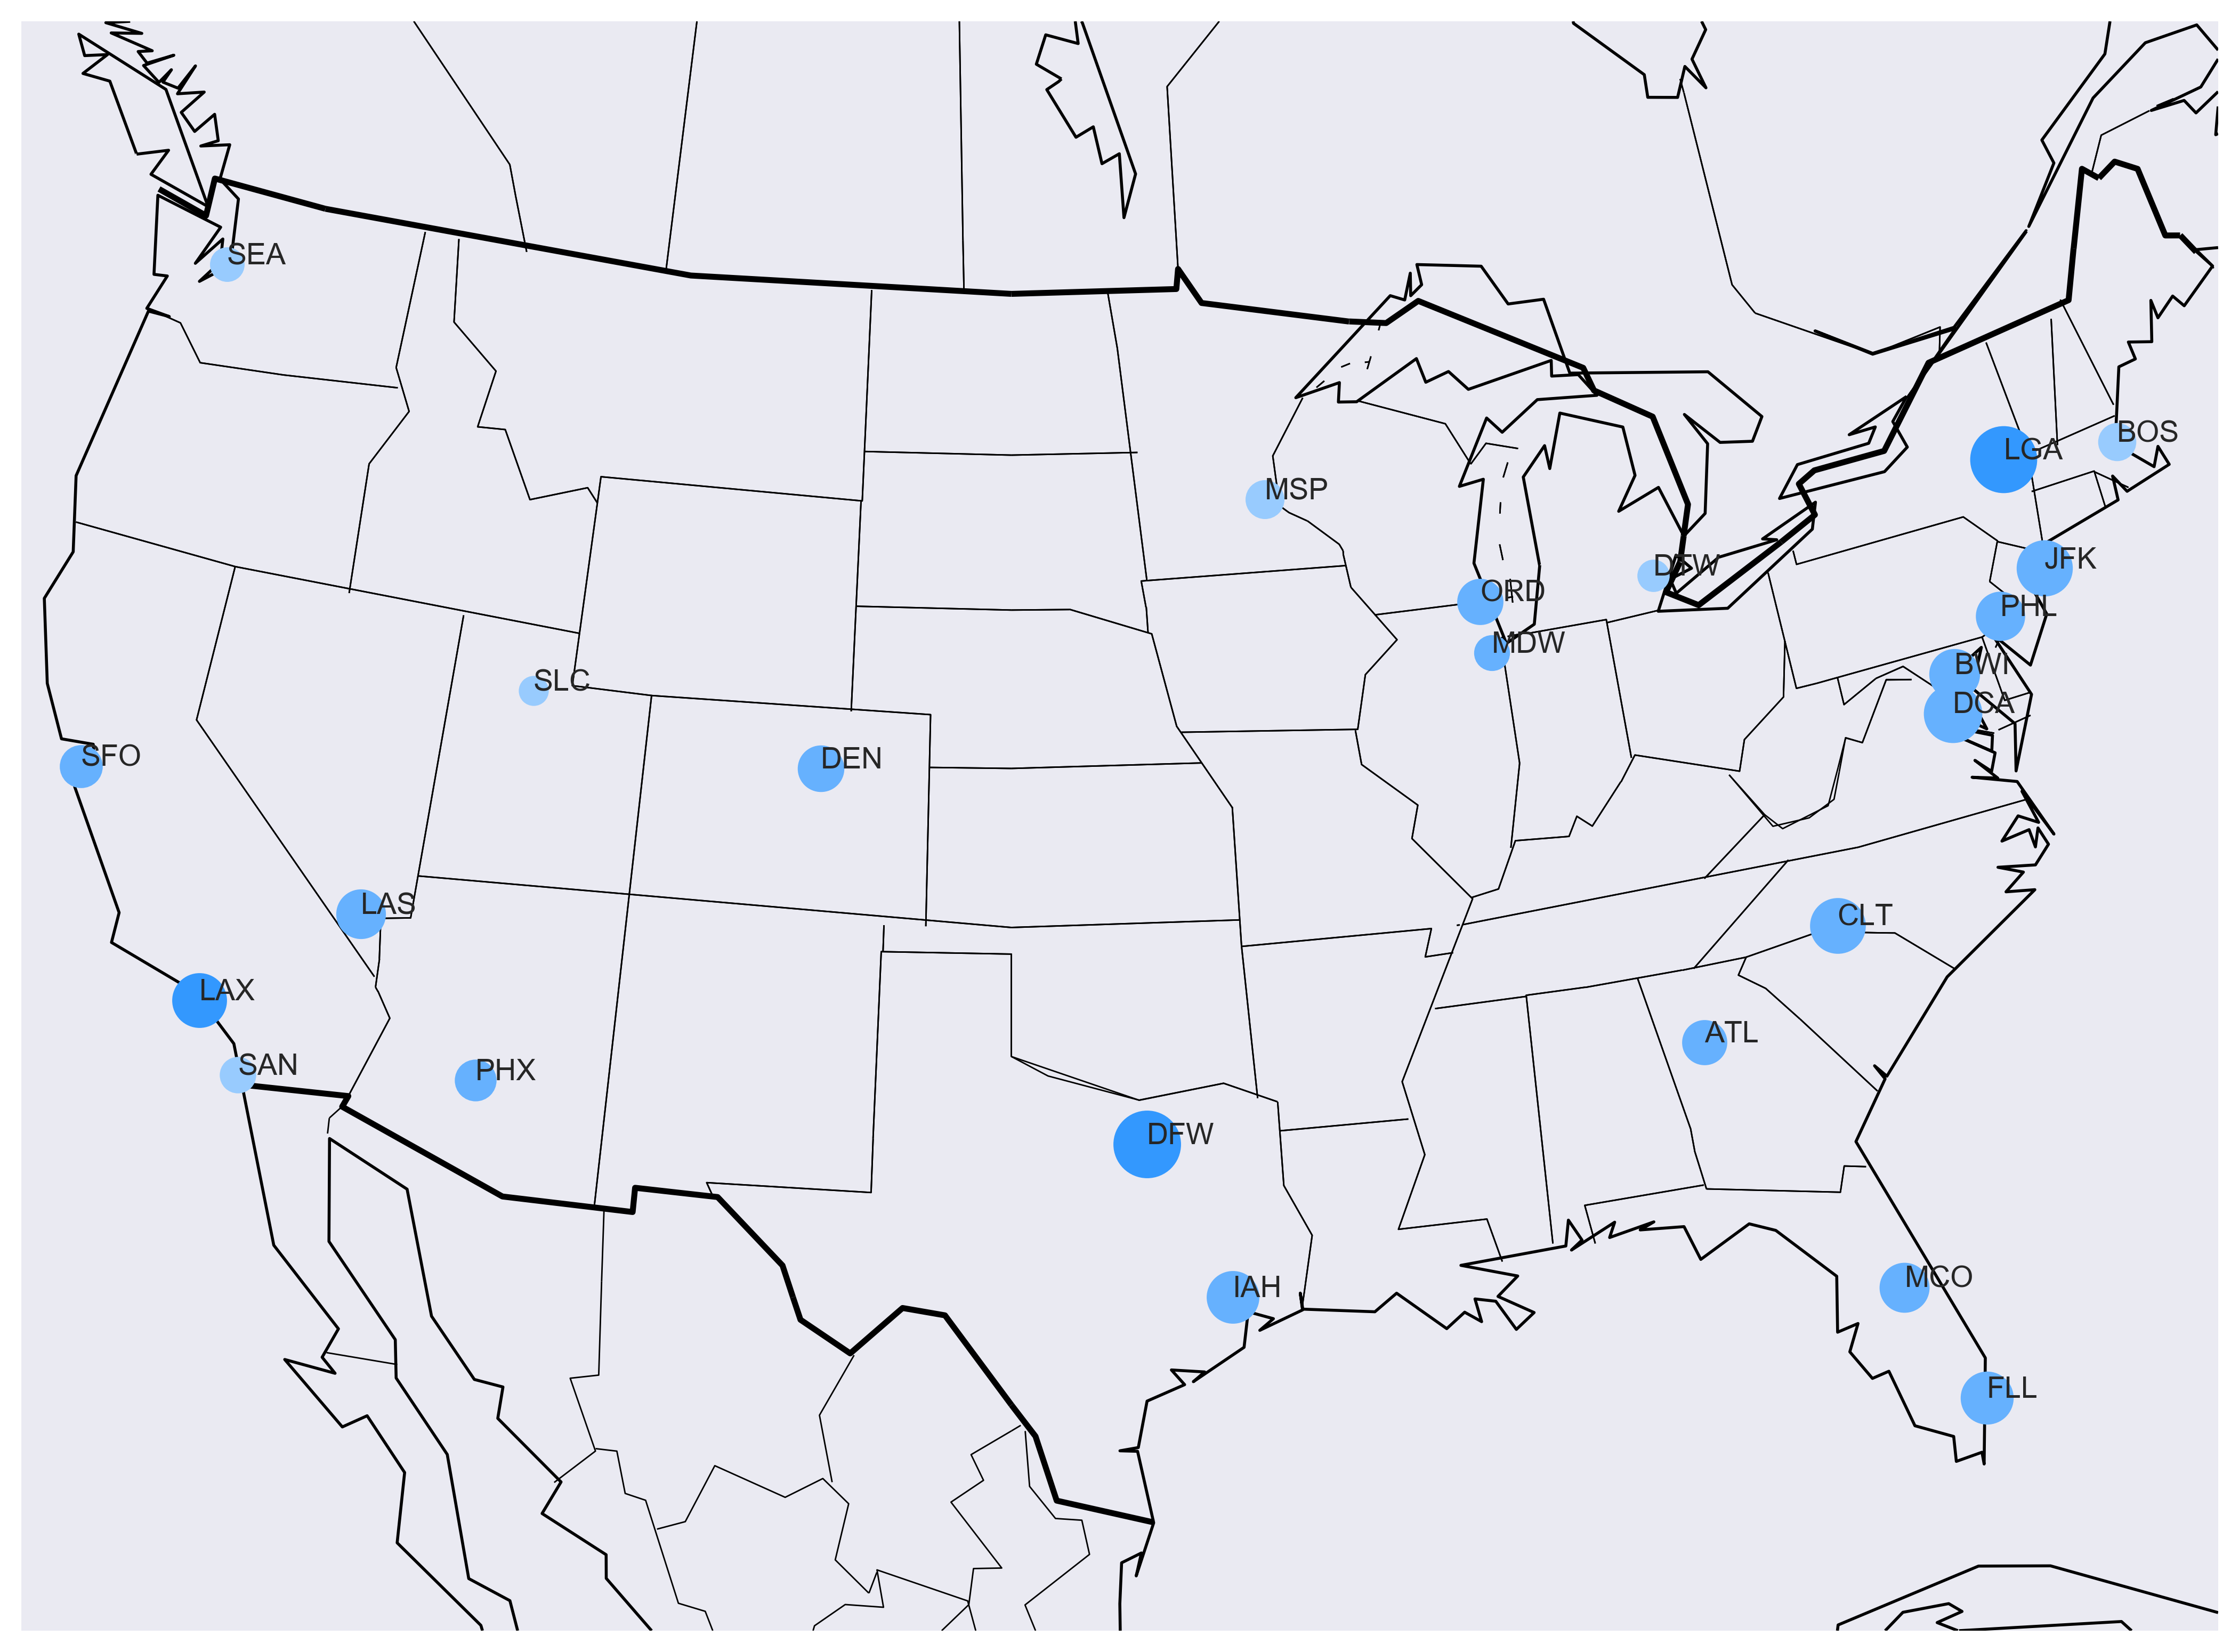 SEA
BOS
LGA
MSP
JFK
DTW
ORD
PHL
MDW
BWI
SLC
DCA
SFO
DEN
LAS
CLT
LAX
ATL
SAN
PHX
DFW
MCO
IAH
FLL